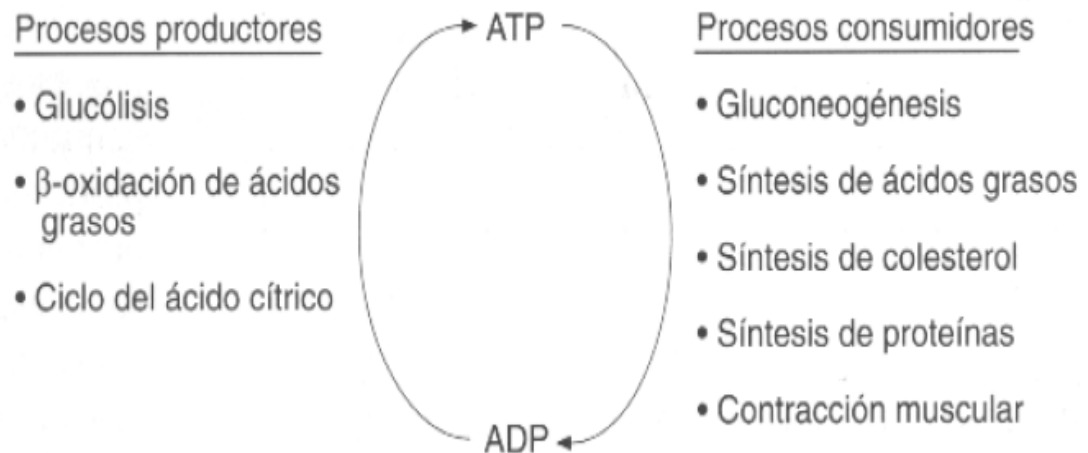 Procesos productores
• Glucólisis
• β-oxidación de ácidos
grasos
• Ciclo del ácido cítrico
ATP
ADP
Procesos consumidores
• Gluconeogénesis
• Síntesis de ácidos grasos
• Síntesis de colesterol
• Síntesis de proteínas
• Contracción muscular